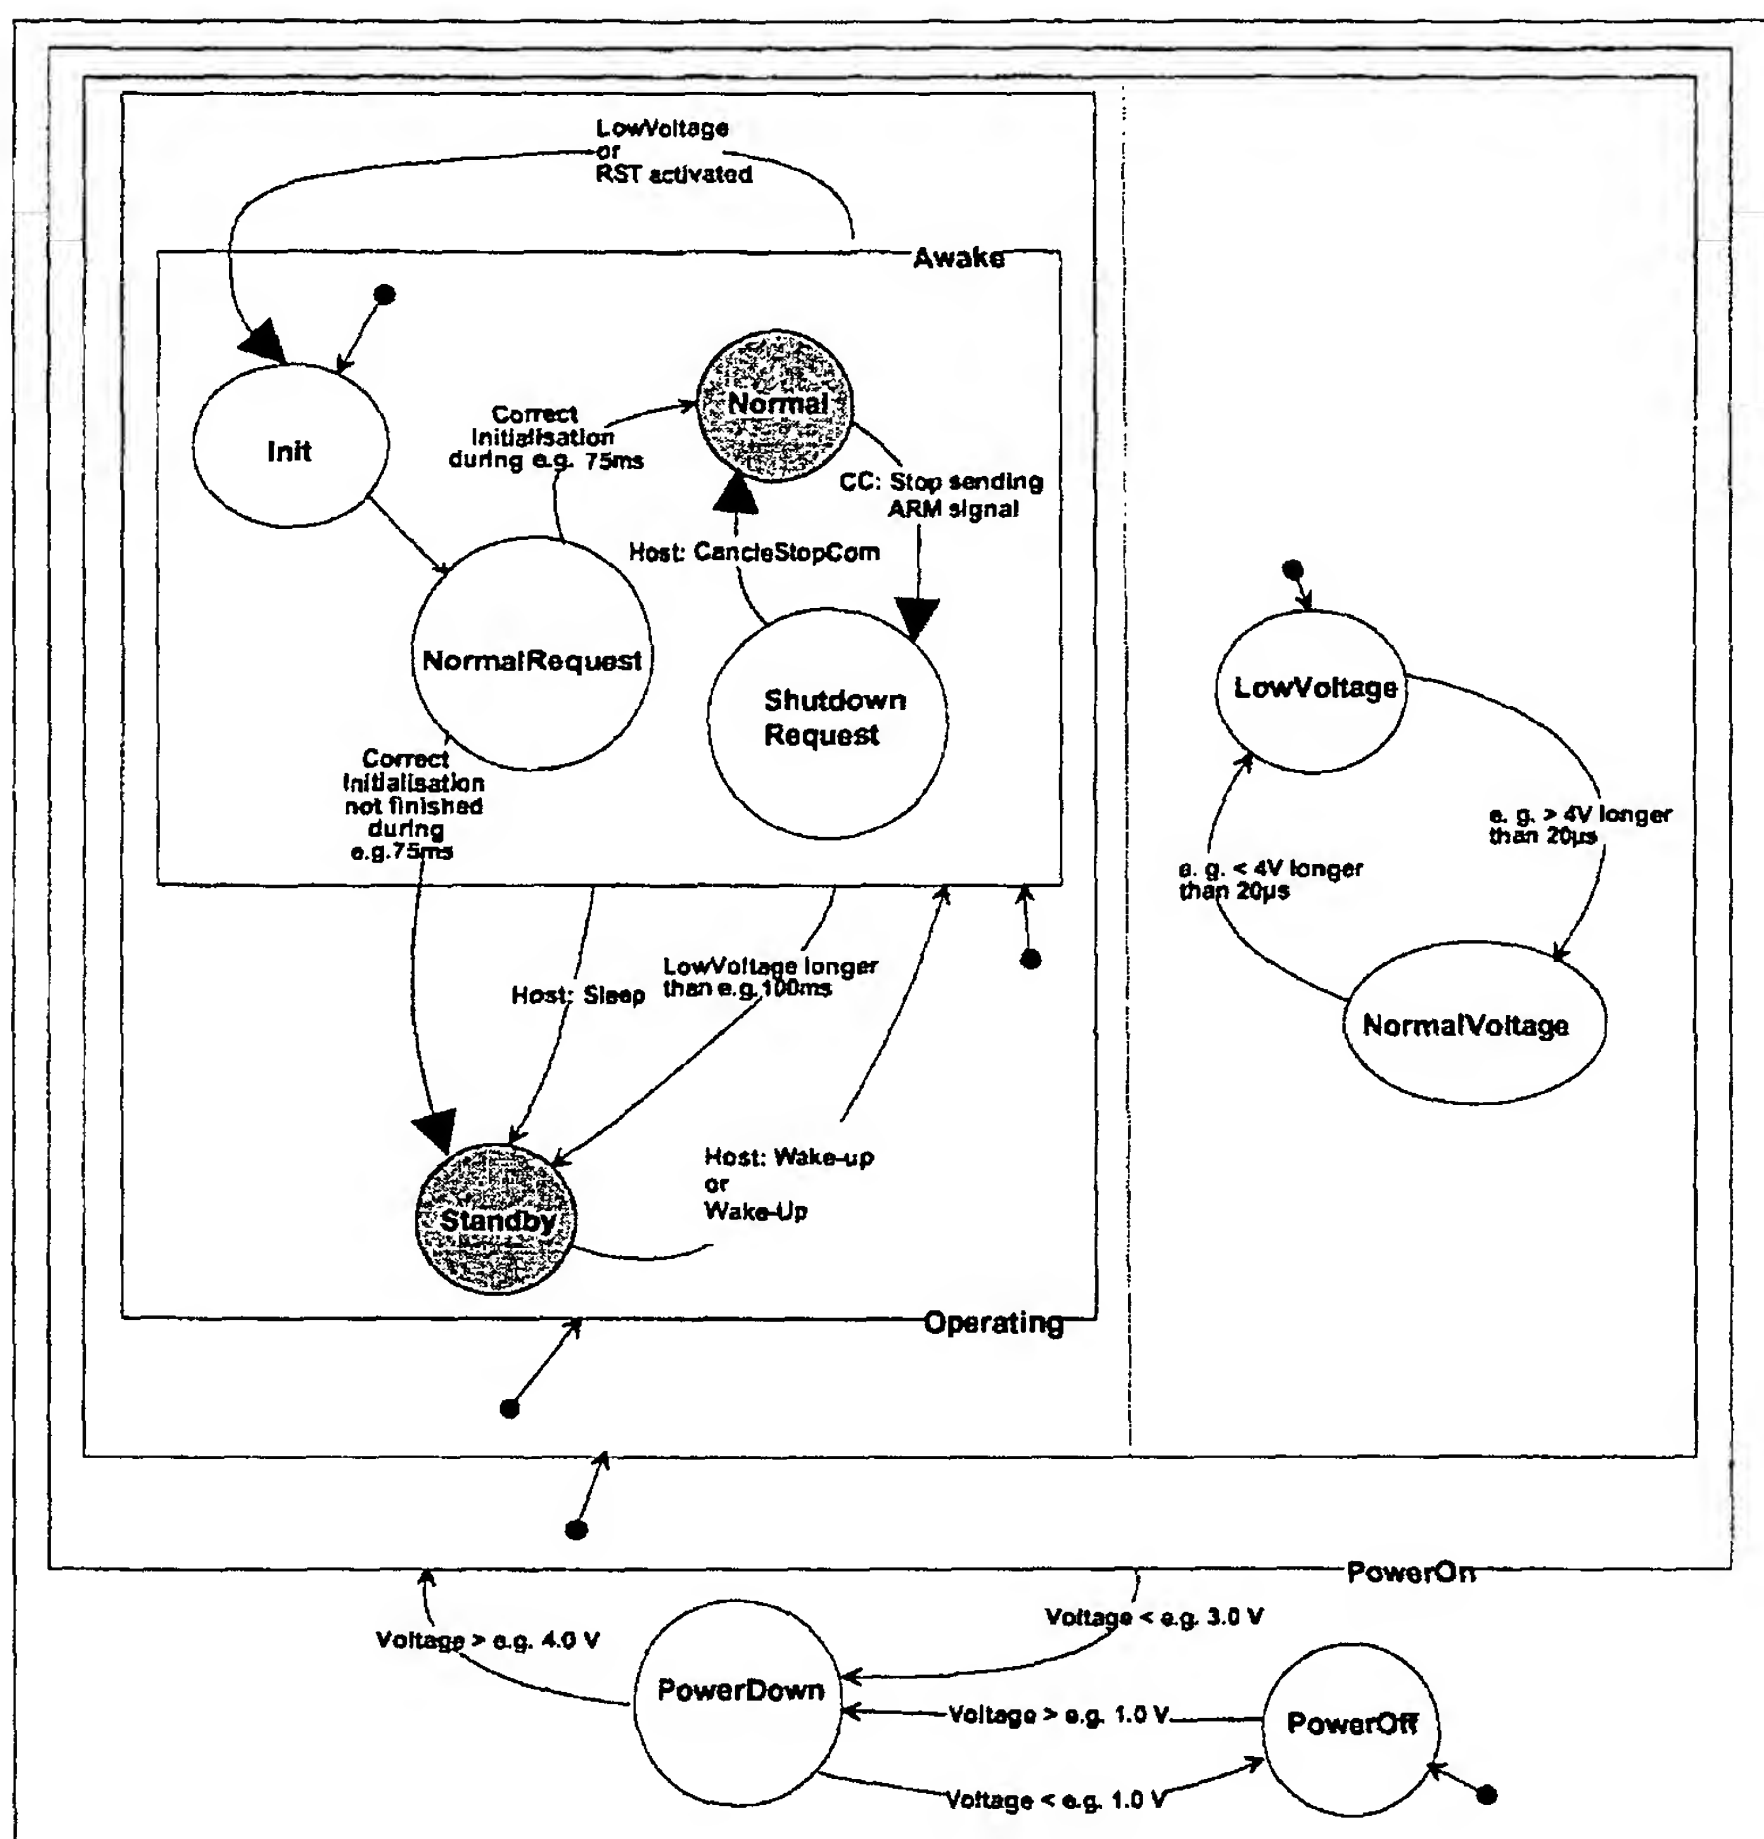 LowVoltage
or
RST activated
Awake
Init
Correct
Initialisation
during e.g. 75ms
Normal
CC: Stop sending
ARM signal
Host: CancleStopCom
NormalRequest
Shutdown
Request
Correct
Initialisation
not finished
during
e.g.75ms
LowVoltage
e. g. > 4V longer
than 20µs
e. g. < 4V longer
than 20µs
NormalVoltage
Host: Sleep
LowVoltage longer
than e.g.100ms
Host: Wake-up
or
Wake-Up
Standby
Operating
PowerOn
Voltage > e.g. 4.0 V
Voltage < e.g. 3.0 V
PowerDown
Voltage > e.g. 1.0 V
PowerOff
Voltage < e.g. 1.0 V